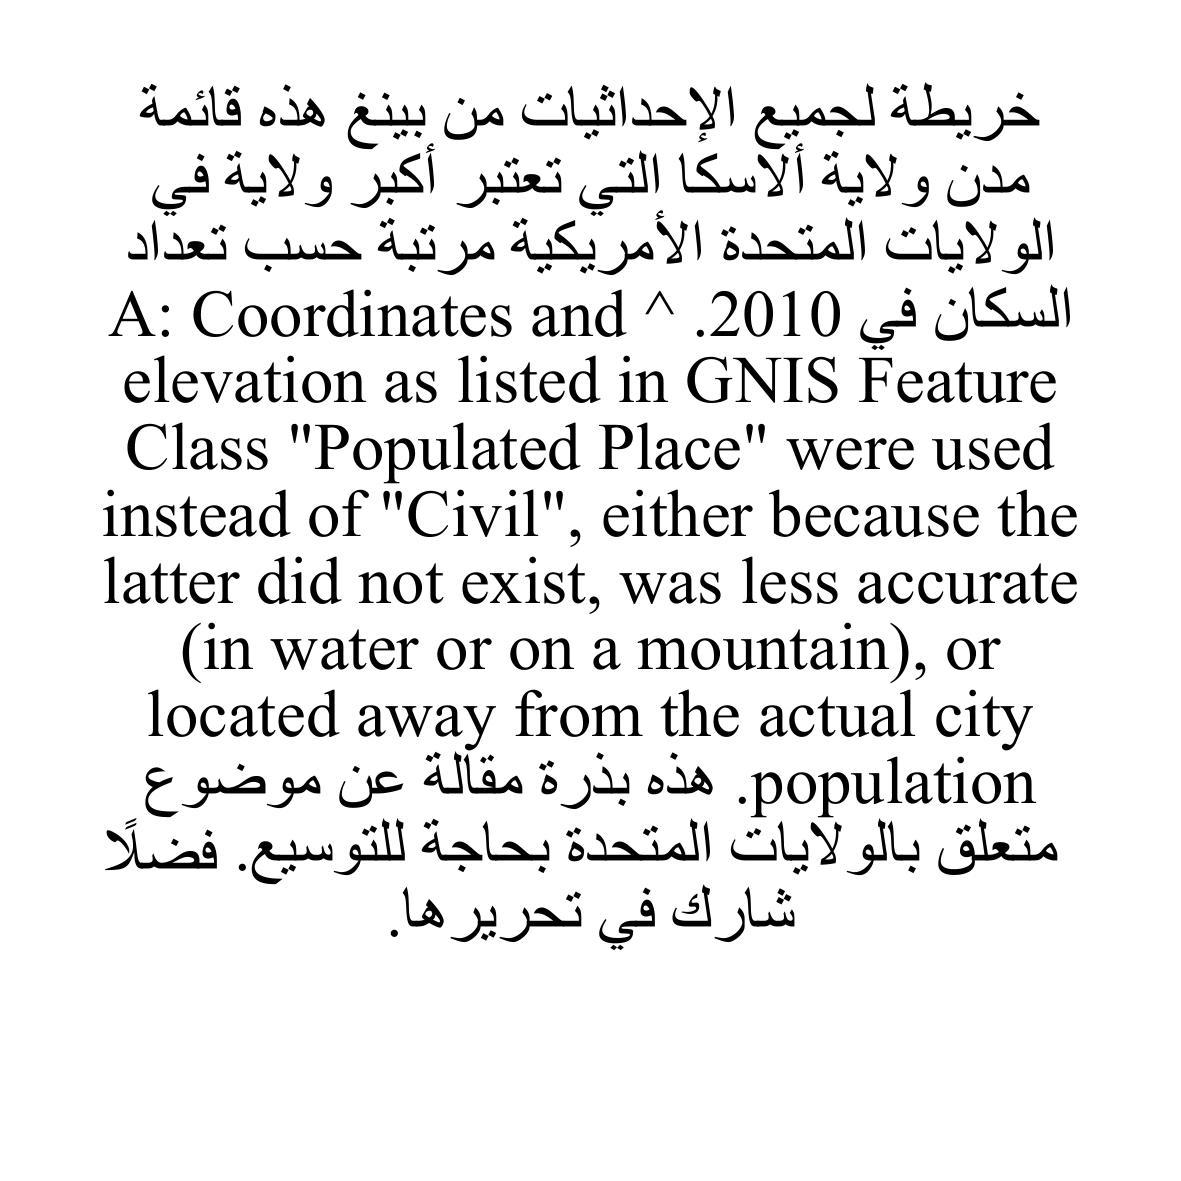 خريطة لجميع الإحداثيات من بينغ هذه قائمة
مدن ولاية ألاسكا التي تعتبر أكبر ولاية في
الولايات المتحدة الأمريكية مرتبة حسب تعداد
السكان في 2010. ^ A: Coordinates and
elevation as listed in GNIS Feature
Class "Populated Place" were used
instead of "Civil", either because the
latter did not exist, was less accurate
(in water or on a mountain), or
located away from the actual city
population. هذه بذرة مقالة عن موضوع
متعلق بالولايات المتحدة بحاجة للتوسيع. فضلًا
شارك في تحريرها.